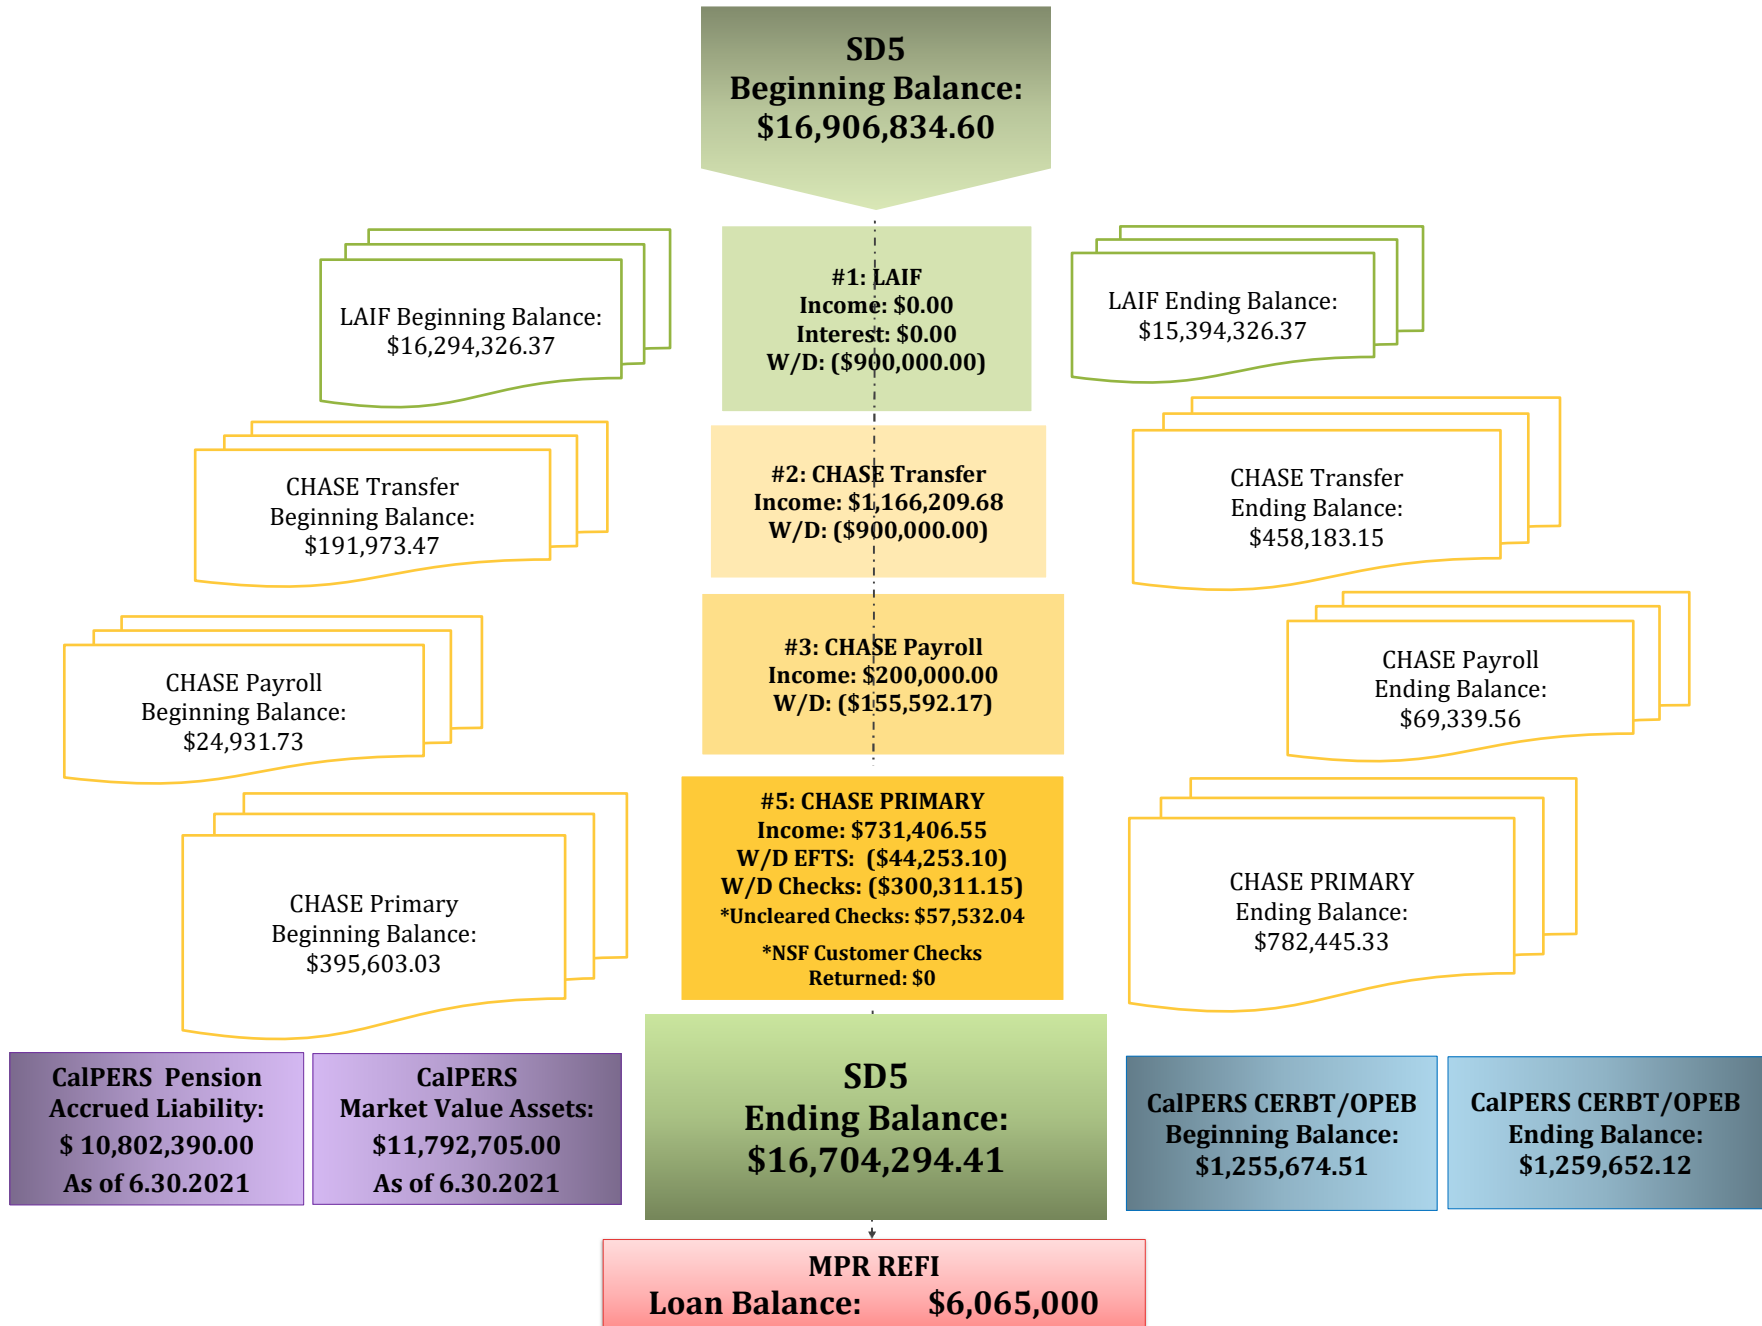 SD5
Beginning Balance:
$16,906,834.60
LAIF Beginning Balance:
$16,294,326.37
#1: LAIF
Income: $0.00
Interest: $0.00
W/D: ($900,000.00)
LAIF Ending Balance:
$15,394,326.37
CHASE Transfer
Beginning Balance:
$191,973.47
#2: CHASE Transfer
Income: $1,166,209.68
W/D: ($900,000.00)
CHASE Transfer
Ending Balance:
$458,183.15
CHASE Payroll
Beginning Balance:
$24,931.73
#3: CHASE Payroll
Income: $200,000.00
W/D: ($155,592.17)
CHASE Payroll
Ending Balance:
$69,339.56
CHASE Primary
Beginning Balance:
$395,603.03
#5: CHASE PRIMARY
Income: $731,406.55
W/D EFTS:  ($44,253.10)
W/D Checks: ($300,311.15)
*Uncleared Checks: $57,532.04
*NSF Customer Checks
Returned: $0
CHASE PRIMARY
Ending Balance:
$782,445.33
CalPERS  Pension
Accrued Liability:
$ 10,802,390.00
As of 6.30.2021
CalPERS
Market Value Assets:
$11,792,705.00
As of 6.30.2021
SD5
Ending Balance:
$16,704,294.41
CalPERS CERBT/OPEB
Beginning Balance:
$1,255,674.51
CalPERS CERBT/OPEB
Ending Balance:
$1,259,652.12
MPR REFI
Loan Balance: $6,065,000